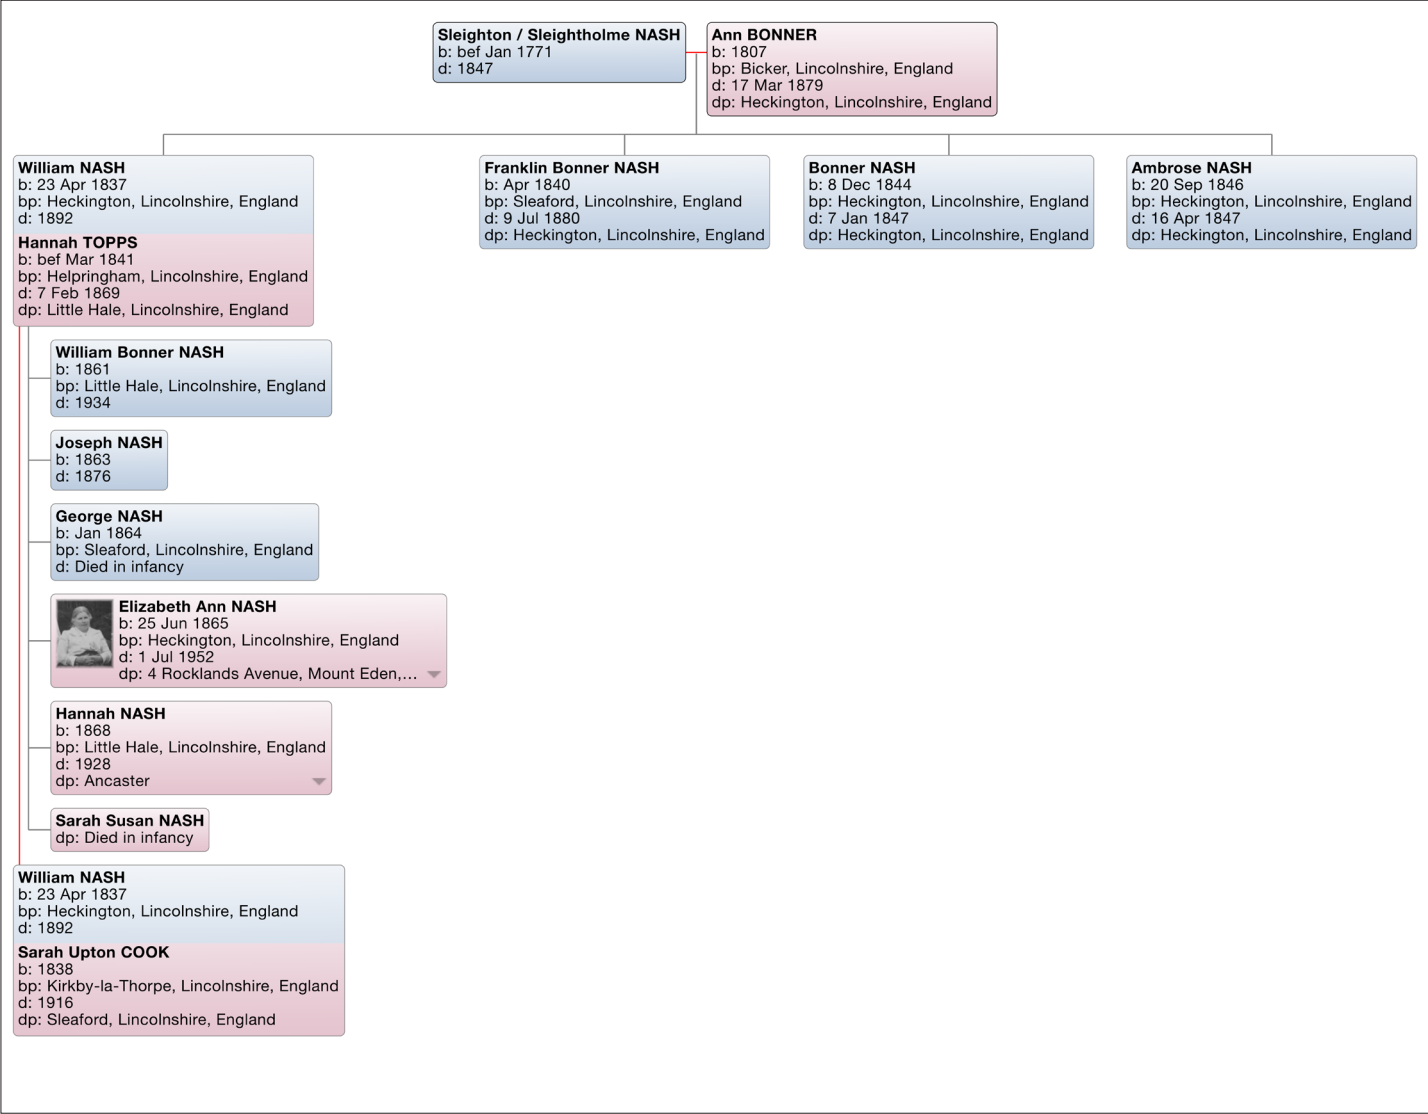 Sleighton / Sleightholme NASH
b: bef Jan 1771
d: 1847
Ann BONNER
b: 1807
bp: Bicker, Lincolnshire, England
d: 17 Mar 1879
dp: Heckington, Lincolnshire, England
William NASH
b: 23 Apr 1837
bp: Heckington, Lincolnshire, England
d: 1892
Hannah TOPPS
b: bef Mar 1841
bp: Helpringham, Lincolnshire, England
d: 7 Feb 1869
dp: Little Hale, Lincolnshire, England
Franklin Bonner NASH
b: Apr 1840
bp: Sleaford, Lincolnshire, England
d: 9 Jul 1880
dp: Heckington, Lincolnshire, England
Bonner NASH
b: 8 Dec 1844
bp: Heckington, Lincolnshire, England
d: 7 Jan 1847
dp: Heckington, Lincolnshire, England
Ambrose NASH
b: 20 Sep 1846
bp: Heckington, Lincolnshire, England
d: 16 Apr 1847
dp: Heckington, Lincolnshire, England
William Bonner NASH
b: 1861
bp: Little Hale, Lincolnshire, England
d: 1934
Joseph NASH
b: 1863
d: 1876
George NASH
b: Jan 1864
bp: Sleaford, Lincolnshire, England
d: Died in infancy
Elizabeth Ann NASH
b: 25 Jun 1865
bp: Heckington, Lincolnshire, England
d: 1 Jul 1952
dp: 4 Rocklands Avenue, Mount Eden,...
Hannah NASH
b: 1868
bp: Little Hale, Lincolnshire, England
d: 1928
dp: Ancaster
Sarah Susan NASH
dp: Died in infancy
William NASH
b: 23 Apr 1837
bp: Heckington, Lincolnshire, England
d: 1892
Sarah Upton COOK
b: 1838
bp: Kirkby-la-Thorpe, Lincolnshire, England
d: 1916
dp: Sleaford, Lincolnshire, England